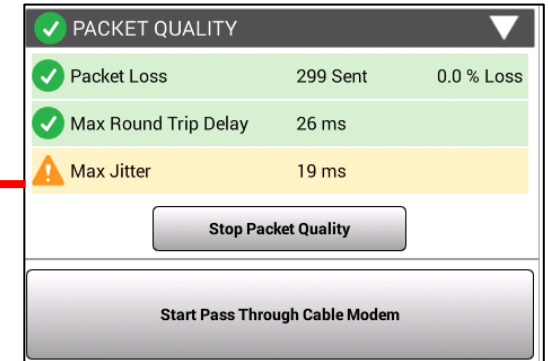 PACKET QUALITY
Packet Loss 299 Sent 0.0 % Loss
Max Round Trip Delay 26 ms
Max Jitter 19 ms
Stop Packet Quality
Start Pass Through Cable Modem